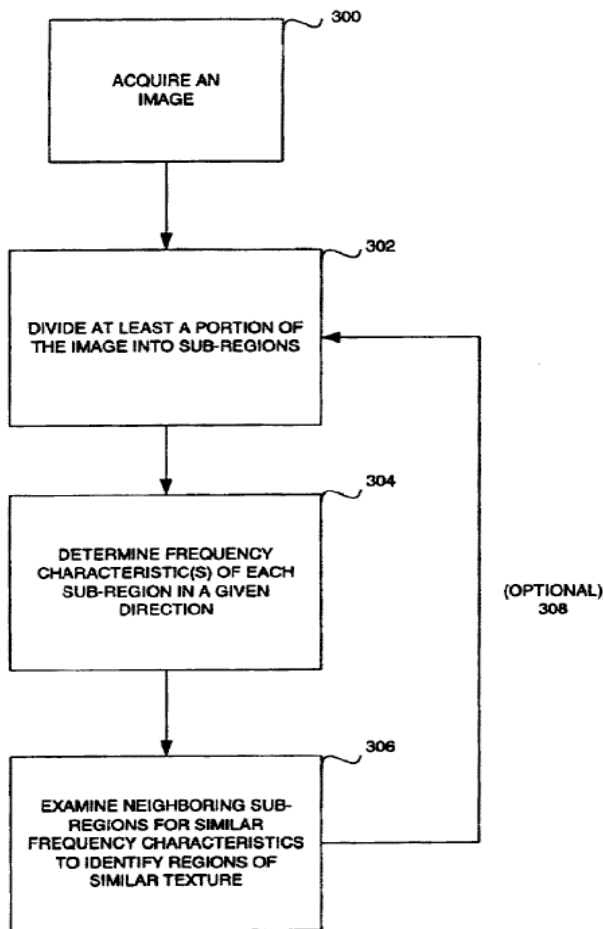 300
ACQUIRE AN
IMAGE
302
DIVIDE AT LEAST A PORTION OF
THE IMAGE INTO SUB-REGIONS
304
DETERMINE FREQUENCY
CHARACTERISTIC(S) OF EACH
SUB-REGION IN A GIVEN
DIRECTION
(OPTIONAL)
308
306
EXAMINE NEIGHBORING SUB-
REGIONS FOR SIMILAR
FREQUENCY CHARACTERISTICS
TO IDENTIFY REGIONS OF
SIMILAR TEXTURE